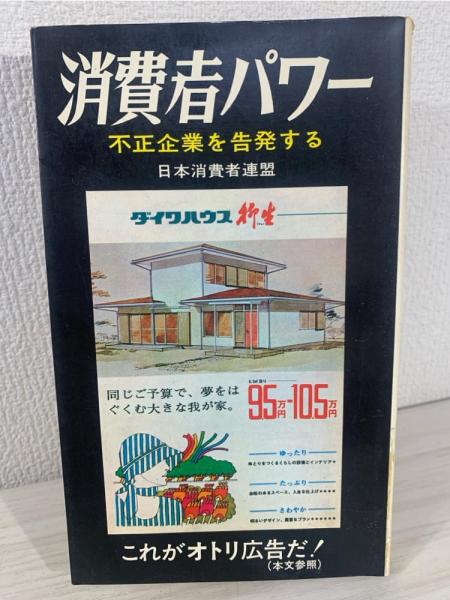 消費者パワー
不正企業を告発する
日本消費者連盟
ダイワハウス 柳生
同じご予算で、夢をは
ぐくむ大きな我が家。
9.5万円-10.5万円
ゆったり
たっぷり
さわやか
これがオトリ広告だ!
(本文参照)